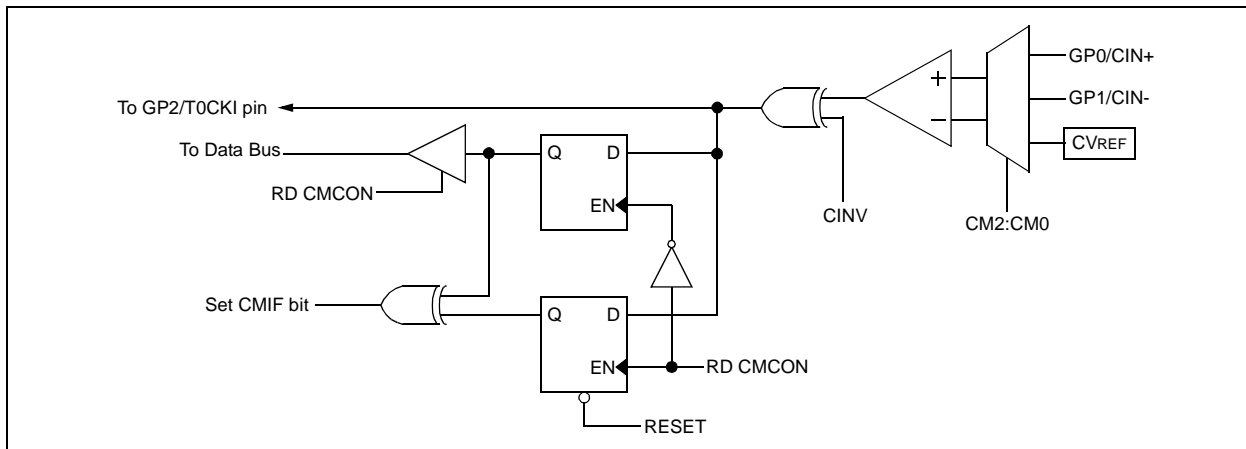 GP0/CIN+
To GP2/T0CKI pin
GP1/CIN-
To Data Bus
Q D
CVREF
RD CMCON
EN
CINV
CM2:CM0
Set CMIF bit
Q D
EN
RD CMCON
RESET